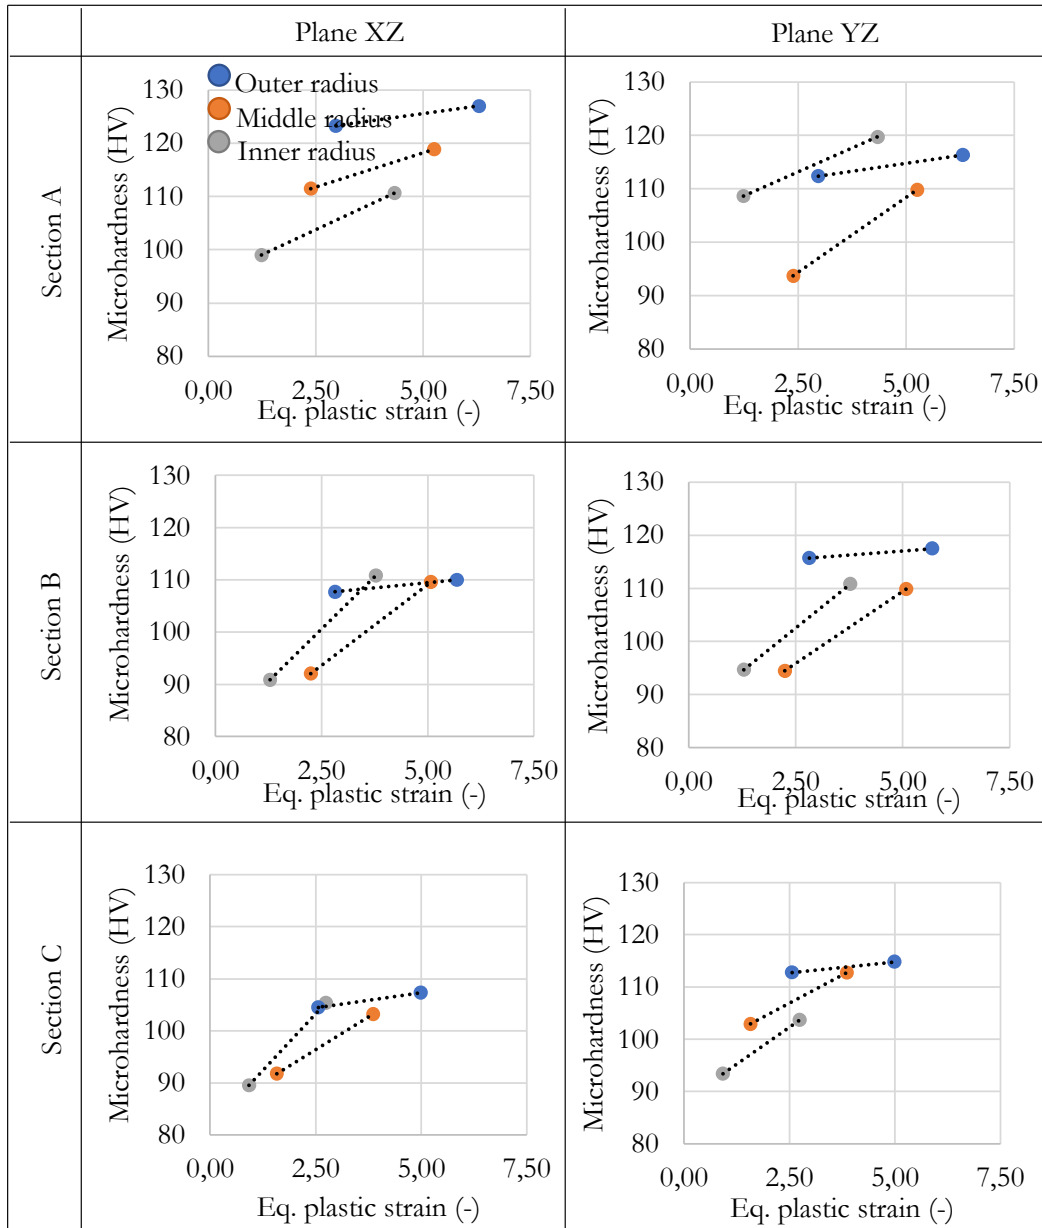 Plane XZ
Plane YZ
Section A
Microhardness (HV)
130
120
110
100
90
80
0,00 2,50 5,00 7,50
Eq. plastic strain (-)
Outer radius
Middle radius
Inner radius
Microhardness (HV)
130
120
110
100
90
80
0,00 2,50 5,00 7,50
Eq. plastic strain (-)
Section B
Microhardness (HV)
130
120
110
100
90
80
0,00 2,50 5,00 7,50
Eq. plastic strain (-)
Microhardness (HV)
130
120
110
100
90
80
0,00 2,50 5,00 7,50
Eq. plastic strain (-)
Section C
Microhardness (HV)
130
120
110
100
90
80
0,00 2,50 5,00 7,50
Eq. plastic strain (-)
Microhardness (HV)
130
120
110
100
90
80
0,00 2,50 5,00 7,50
Eq. plastic strain (-)